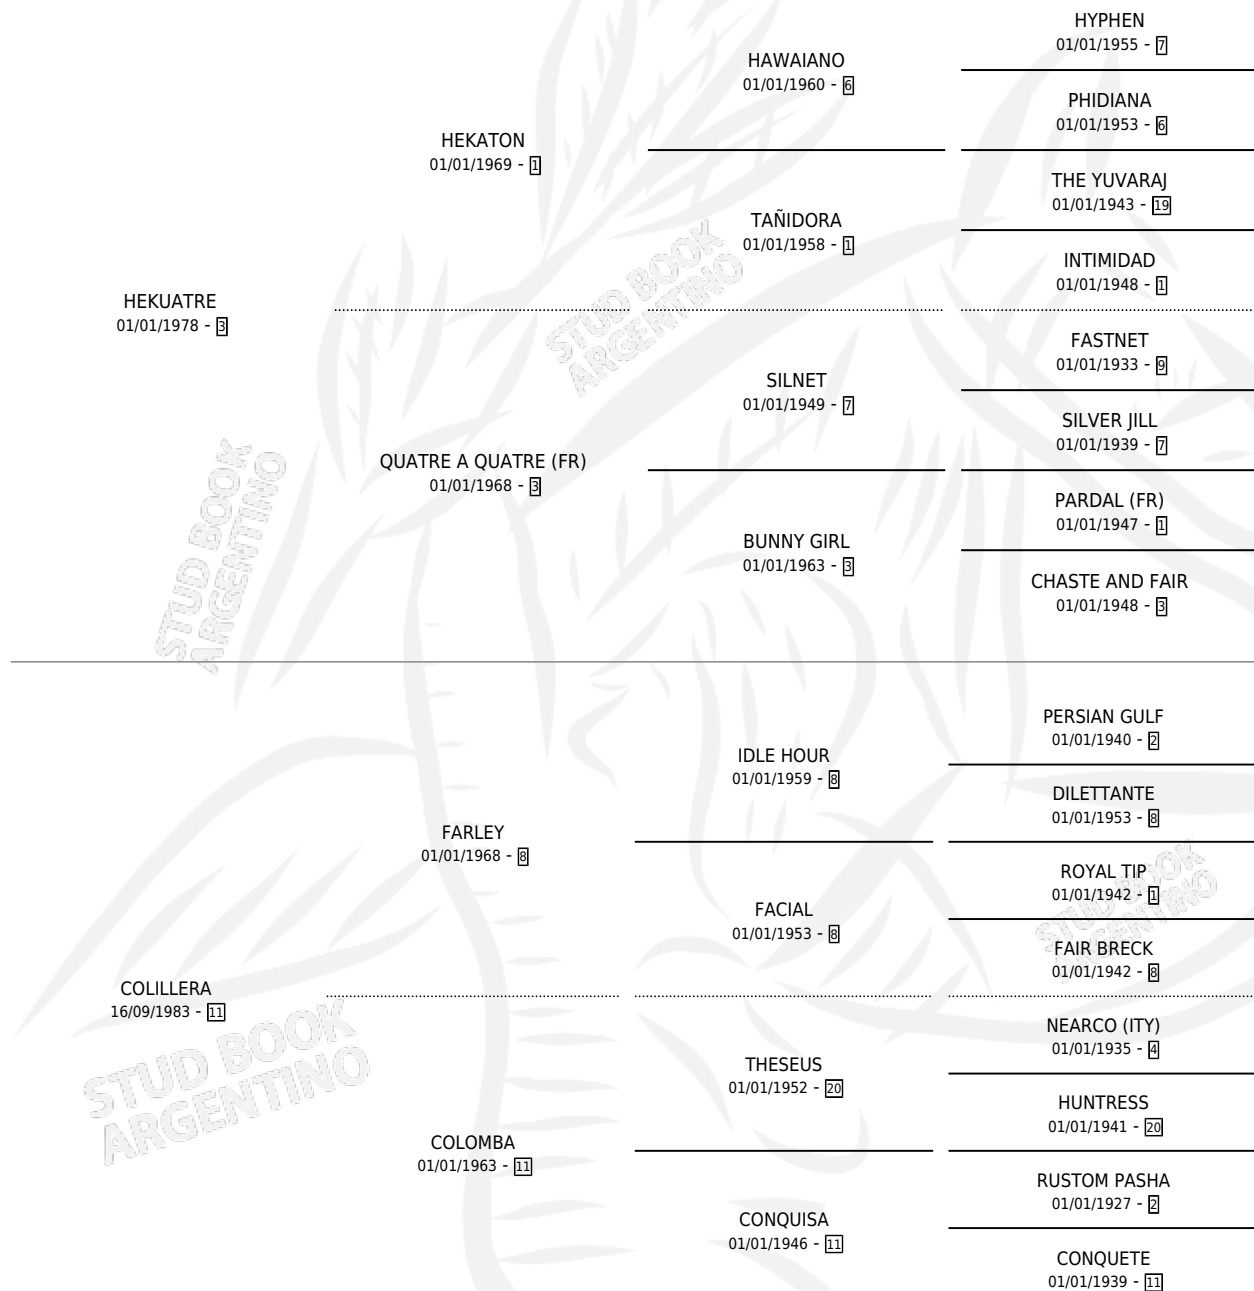 HYPHEN
01/01/1955 - 7
HAWAIANO
01/01/1960 - 6
PHIDIANA
01/01/1953 - 6
HEKATON
01/01/1969 - 1
THE YUVARAJ
01/01/1943 - 19
TAÑIDORA
01/01/1958 - 1
INTIMIDAD
01/01/1948 - 1
HEKUATRE
01/01/1978 - 3
FASTNET
01/01/1933 - 9
SILNET
01/01/1949 - 7
SILVER JILL
01/01/1939 - 7
QUATRE A QUATRE (FR)
01/01/1968 - 3
PARDAL (FR)
01/01/1947 - 1
BUNNY GIRL
01/01/1963 - 3
CHASTE AND FAIR
01/01/1948 - 3
STUD BOOK
ARGENTINO
STUD BOOK
ARGENTINO
PERSIAN GULF
01/01/1940 - 2
IDLE HOUR
01/01/1959 - 8
DILETTANTE
01/01/1953 - 8
FARLEY
01/01/1968 - 8
ROYAL TIP
01/01/1942 - 1
FACIAL
01/01/1953 - 8
FAIR BRECK
01/01/1942 - 8
COLILLERA
16/09/1983 - 11
NEARCO (ITY)
01/01/1935 - 4
THESEUS
01/01/1952 - 20
HUNTRESS
01/01/1941 - 20
COLOMBA
01/01/1963 - 11
RUSTOM PASHA
01/01/1927 - 2
CONQUISA
01/01/1946 - 11
CONQUETE
01/01/1939 - 11
STUD BOOK
ARGENTINO
STUD BOOK
ARGENTINO